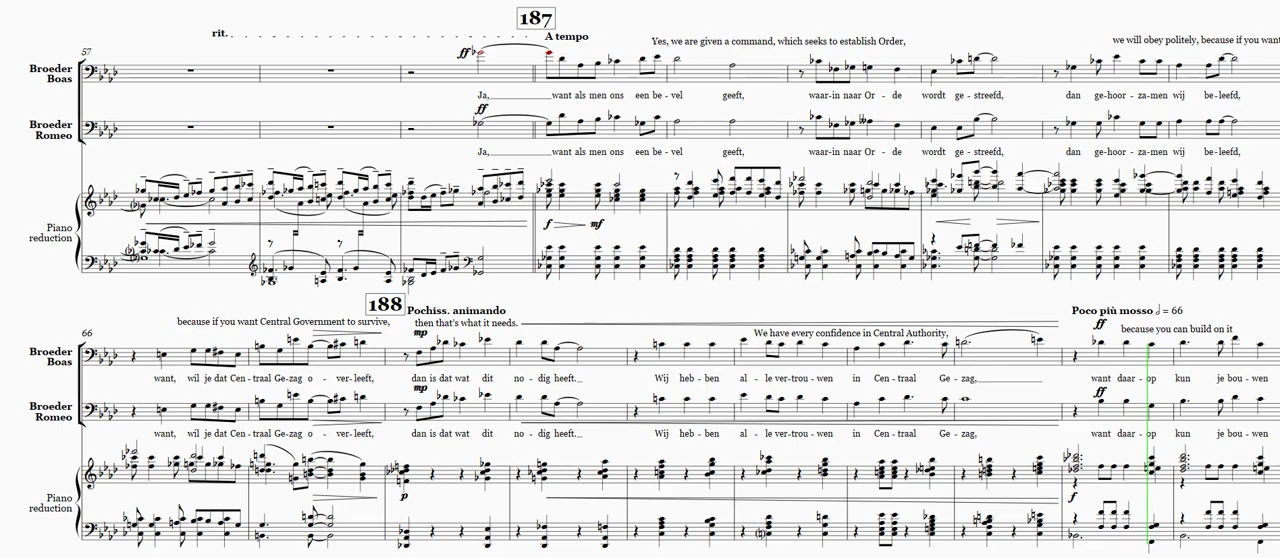 187
rit.
A tempo
57
ff
Yes, we are given a command, which seeks to establish Order,
we will obey politely, because if you want
Broeder Boas
Ja, want als men ons een be - vel geeft, waar-in naar Or - de wordt ge - streefd, dan ge-hoor - za-men wij be-leefd,
ff
Broeder Romeo
Ja, want als men ons een be - vel geeft, waar-in naar Or - de wordt ge - streefd, dan ge-hoor - za-men wij be-leefd,
Piano reduction
f
mf
188
Pochiss. animando
Poco più mosso 𝅗𝅥 = 66
66
because if you want Central Government to survive,
then that's what it needs.
We have every confidence in Central Authority,
because you can build on it
mp
ff
Broeder Boas
want, wil je dat Cen - traal Ge-zag o - ver-leeft, dan is dat wat dit no - dig heeft. Wij heb - ben al - le ver-trou - wen in Cen - traal Ge - zag, want daar - op kun je bou - wen
mp
ff
Broeder Romeo
want, wil je dat Cen - traal Ge-zag o - ver-leeft, dan is dat wat dit no - dig heeft. Wij heb - ben al - le ver-trou - wen in Cen - traal Ge - zag, want daar - op kun je bou - wen
Piano reduction
p
f